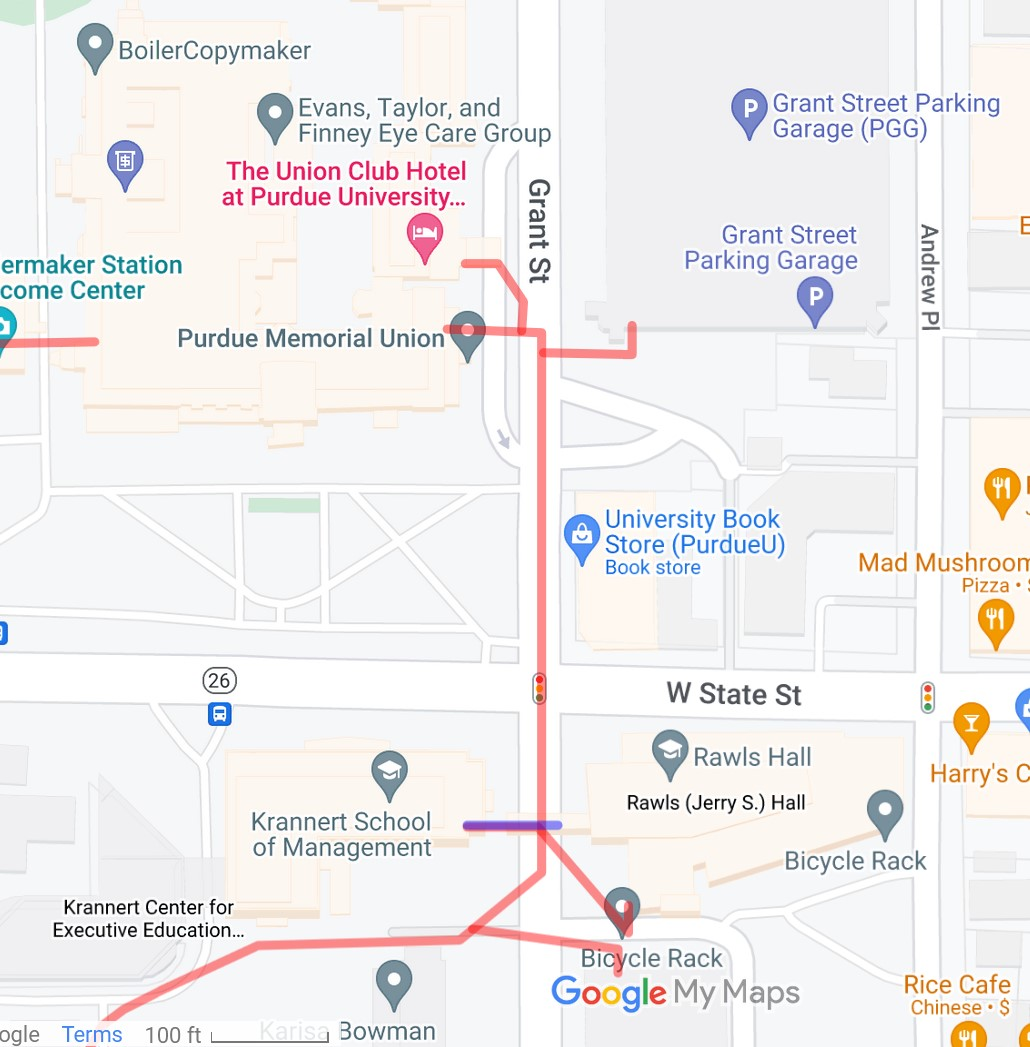 BoilerCopymaker
Evans, Taylor, and
Finney Eye Care Group
Grant Street Parking
Garage (PGG)
The Union Club Hotel
at Purdue University...
Grant St
Grant Street
Parking Garage
Andrew Pl
E
ermaker Station
come Center
Purdue Memorial Union
University Book
Store (PurdueU)
Book store
Mad Mushroom
Pizza • $
26
W State St
Rawls Hall
Harry's C
Rawls (Jerry S.) Hall
Krannert School
of Management
Bicycle Rack
Krannert Center for
Executive Education...
Bicycle Rack
Google My Maps
Rice Cafe
Chinese • $
ogle
Terms
100 ft
Karisa Bowman